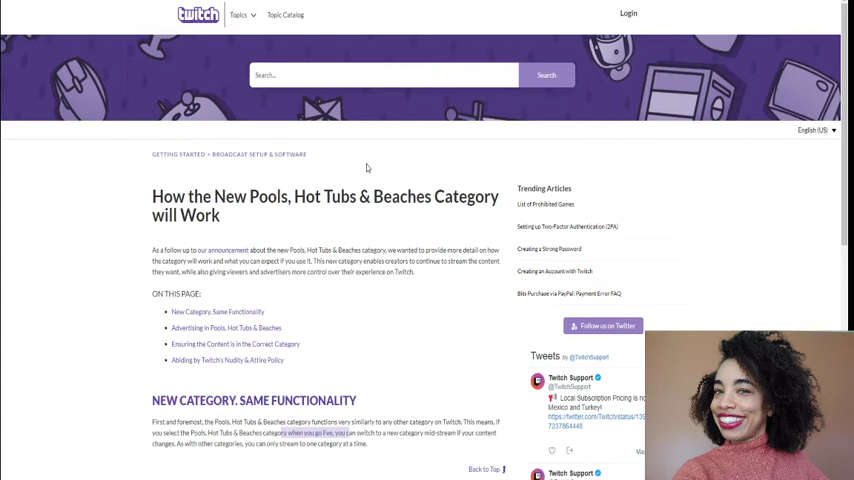 twitch Topics Topic Catalog Login
Search... Search
English (US)
GETTING STARTED > BROADCAST SETUP & SOFTWARE
How the New Pools, Hot Tubs & Beaches Category
will Work
As a follow up to our announcement about the new Pools, Hot Tubs & Beaches category, we wanted to provide more detail on how
the category will work and what you can expect if you use it. This new category enables creators to continue to stream the content
they want, while also giving viewers and advertisers more control over their experience on Twitch.
ON THIS PAGE:
New Category. Same Functionality
Advertising in Pools, Hot Tubs & Beaches
Ensuring the Content is in the Correct Category
Abiding by Twitch's Nudity & Attire Policy
NEW CATEGORY. SAME FUNCTIONALITY
First and foremost, the Pools, Hot Tubs & Beaches category functions very similarly to any other category on Twitch. This means, if
you select the Pools, Hot Tubs & Beaches category when you go live, you can switch to a new category mid-stream if your content
changes. As with other categories, you can only stream to one category at a time.
Back to Top
Trending Articles
List of Prohibited Games
Setting up Two-Factor Authentication (2FA)
Creating a Strong Password
Creating an Account with Twitch
Bits Purchase via PayPal: Payment Error FAQ
Follow us on Twitter
Tweets by @TwitchSupport
Twitch Support
@TwitchSupport
Local Subscription Pricing is no
Mexico and Turkey!
https://twitter.com/Twitch/status/139
7237864448
Ma
Twitch Support